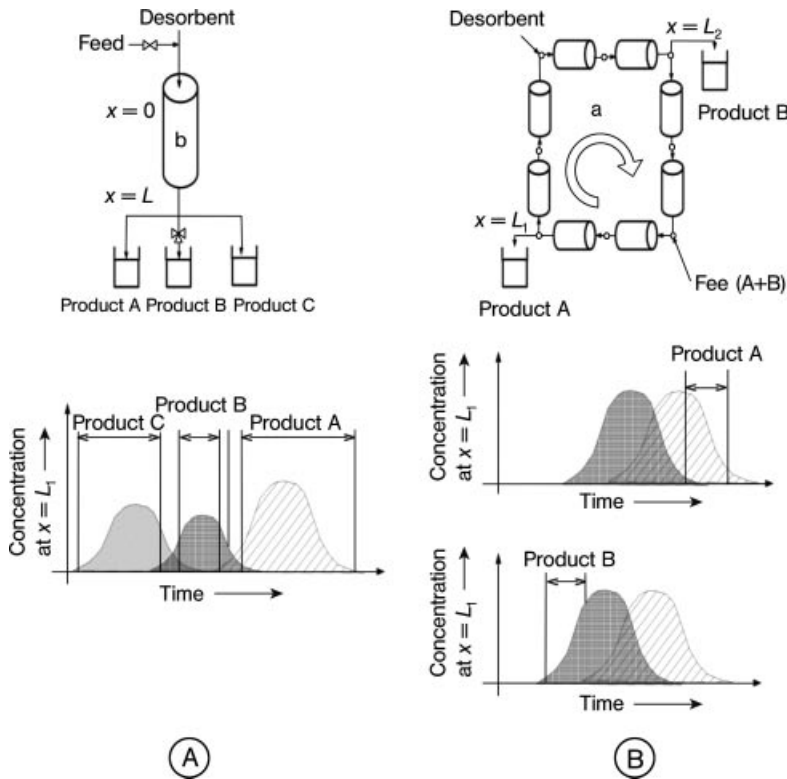 Desorbent
Feed
x = 0
b
x = L
Product A Product B Product C
Desorbent
x = L2
Product B
a
x = L1
Fee (A+B)
Product A
Concentration
at x = L1
Product C
Product B
Product A
Time
Concentration
at x = L1
Product A
Time
Concentration
at x = L1
Product B
Time
A
B